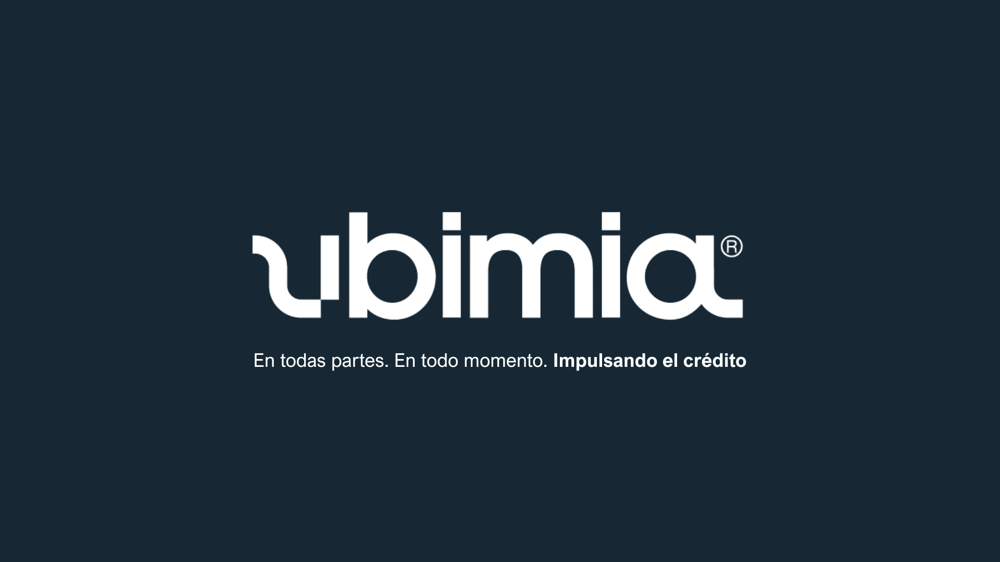 ubimia®
En todas partes. En todo momento. Impulsando el crédito